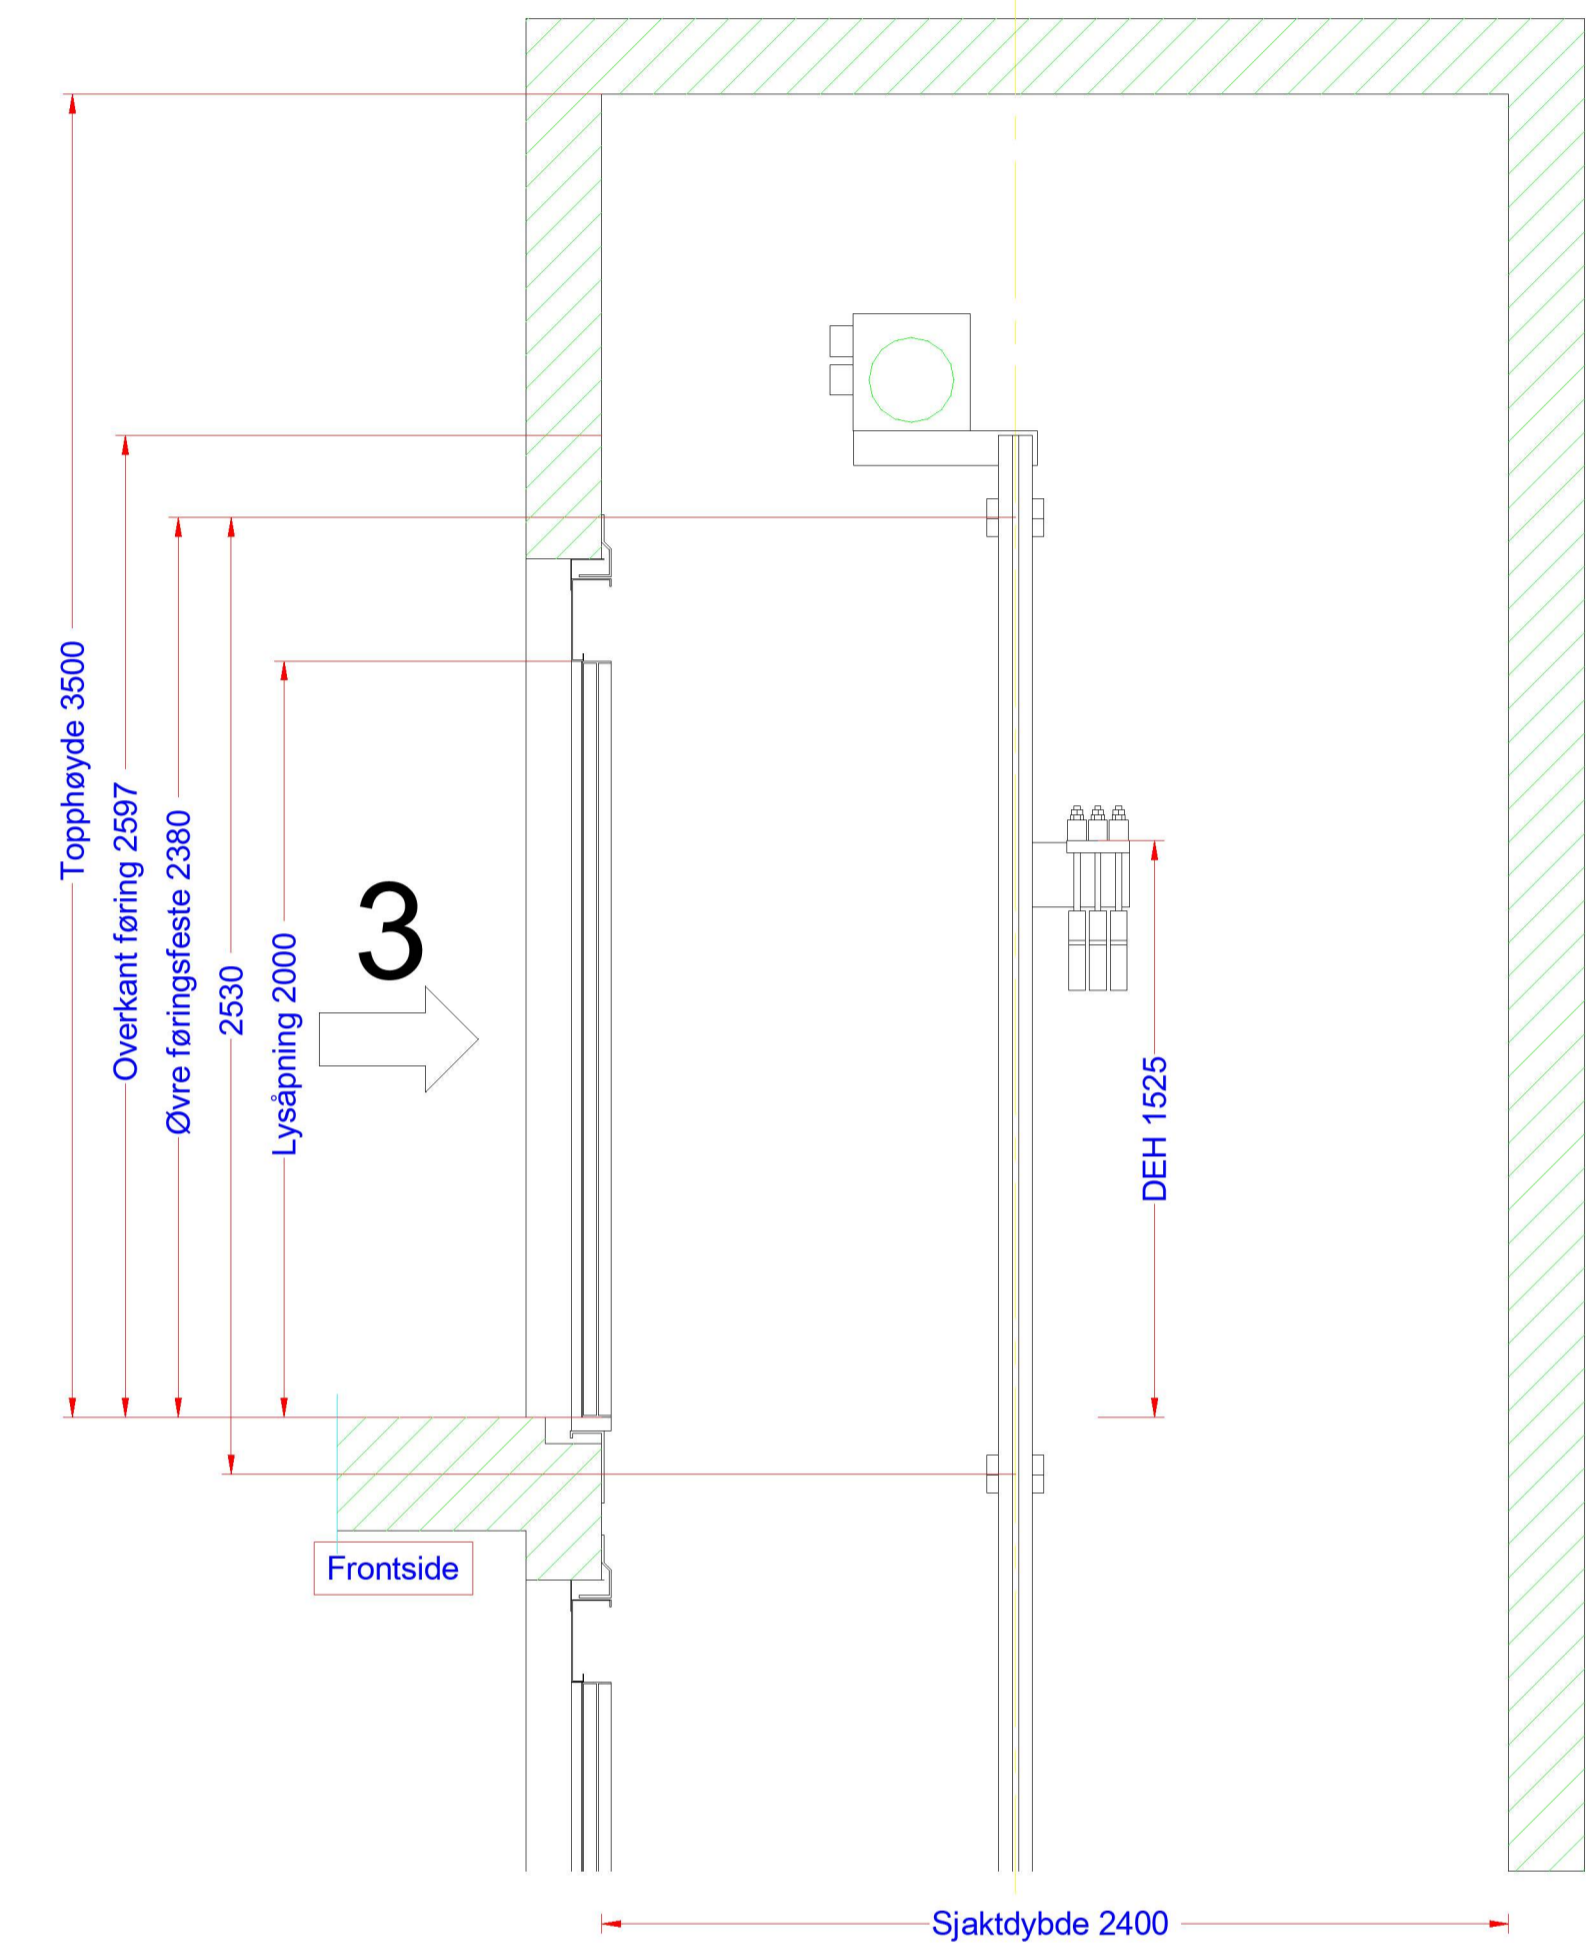 Topphøyde 3500
Overkant føring 2597
Øvre føringsfeste 2380
2530
Lysåpning 2000
3
DEH 1525
Frontside
Sjaktdybde 2400